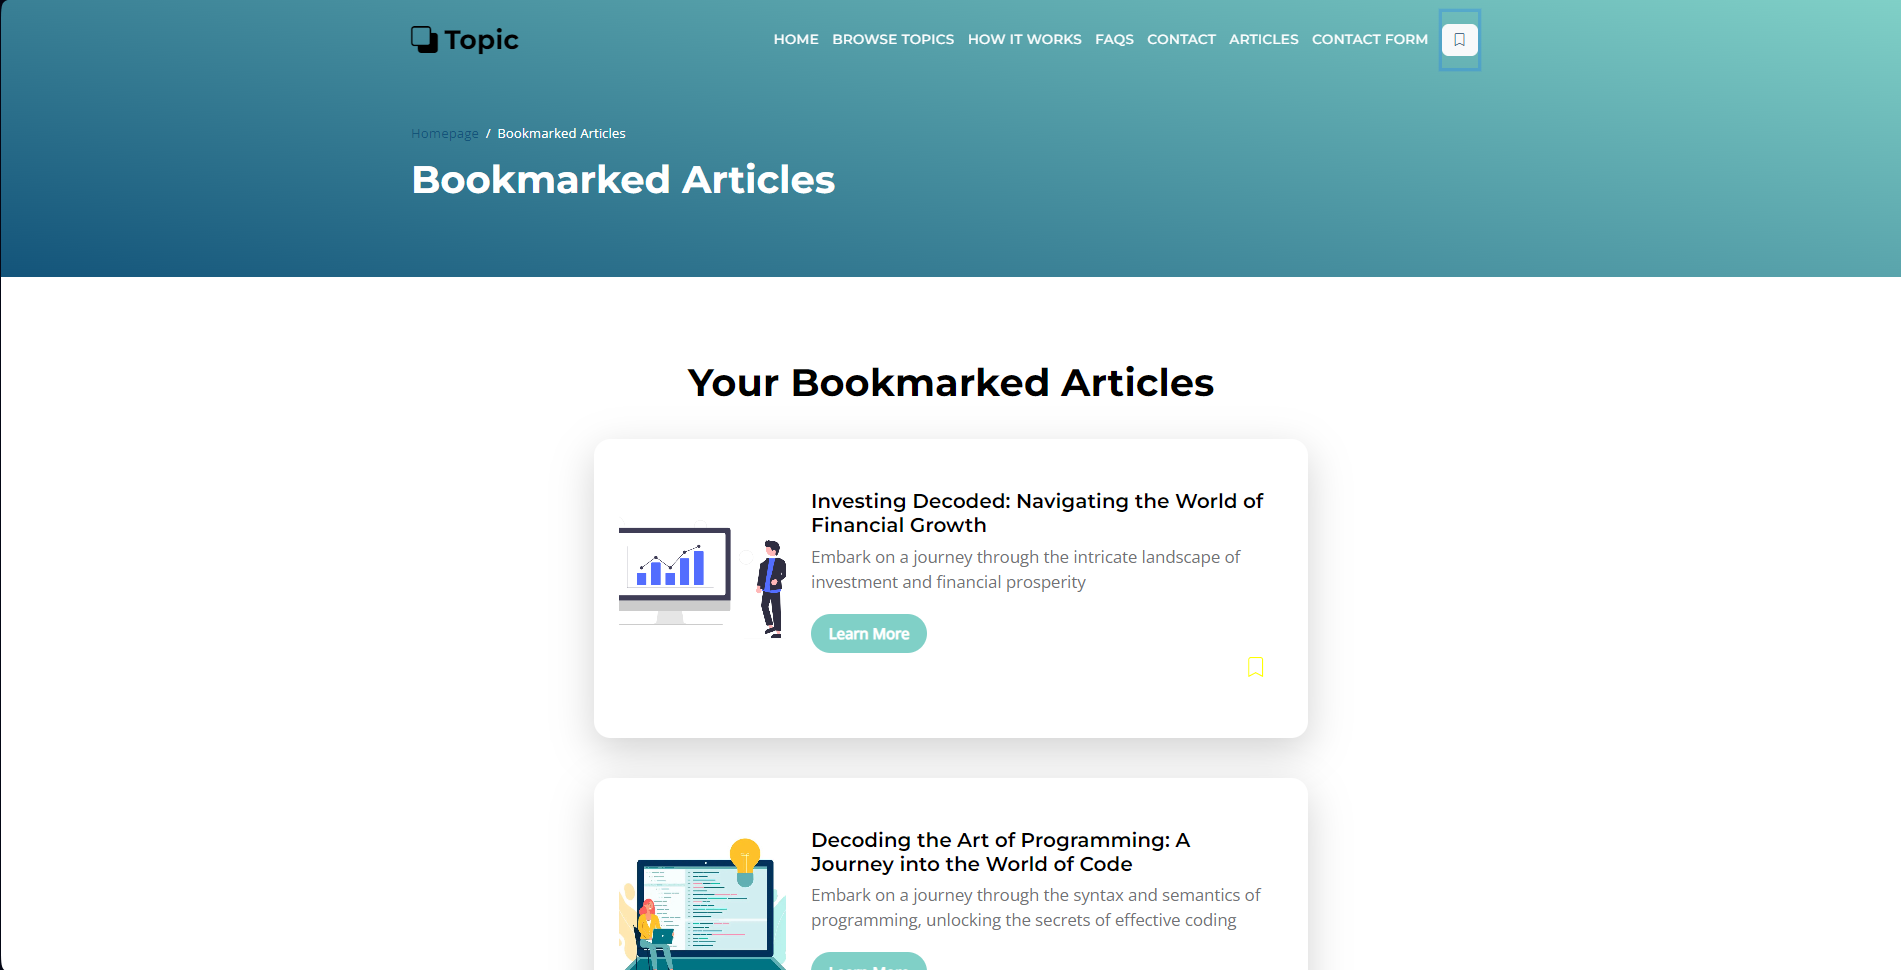 Topic
HOME BROWSE TOPICS HOW IT WORKS FAQS CONTACT ARTICLES CONTACT FORM
Homepage / Bookmarked Articles
Bookmarked Articles
Your Bookmarked Articles
Investing Decoded: Navigating the World of
Financial Growth
Embark on a journey through the intricate landscape of
investment and financial prosperity
Learn More
Decoding the Art of Programming: A
Journey into the World of Code
Embark on a journey through the syntax and semantics of
programming, unlocking the secrets of effective coding
Learn More